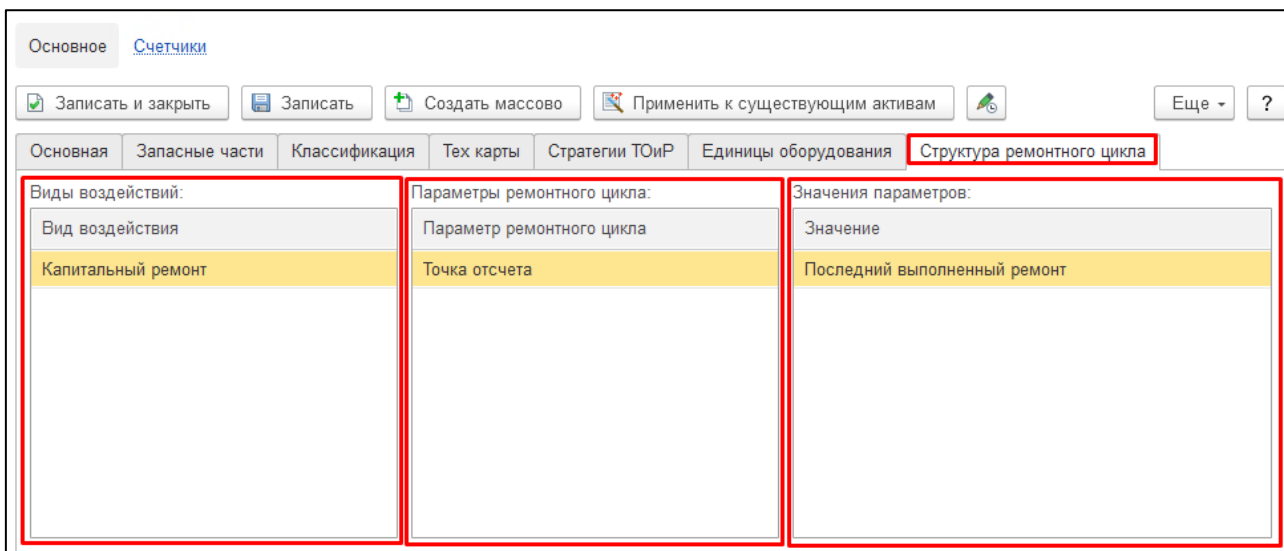 Основное Счетчики
Записать и закрыть Записать Создать массово Применить к существующим активам Еще ?
Основная Запасные части Классификация Тех карты Стратегии ТОиР Единицы оборудования Структура ремонтного цикла
Виды воздействий: Параметры ремонтного цикла: Значения параметров:
Вид воздействия Параметр ремонтного цикла Значение
Капитальный ремонт Точка отсчета Последний выполненный ремонт